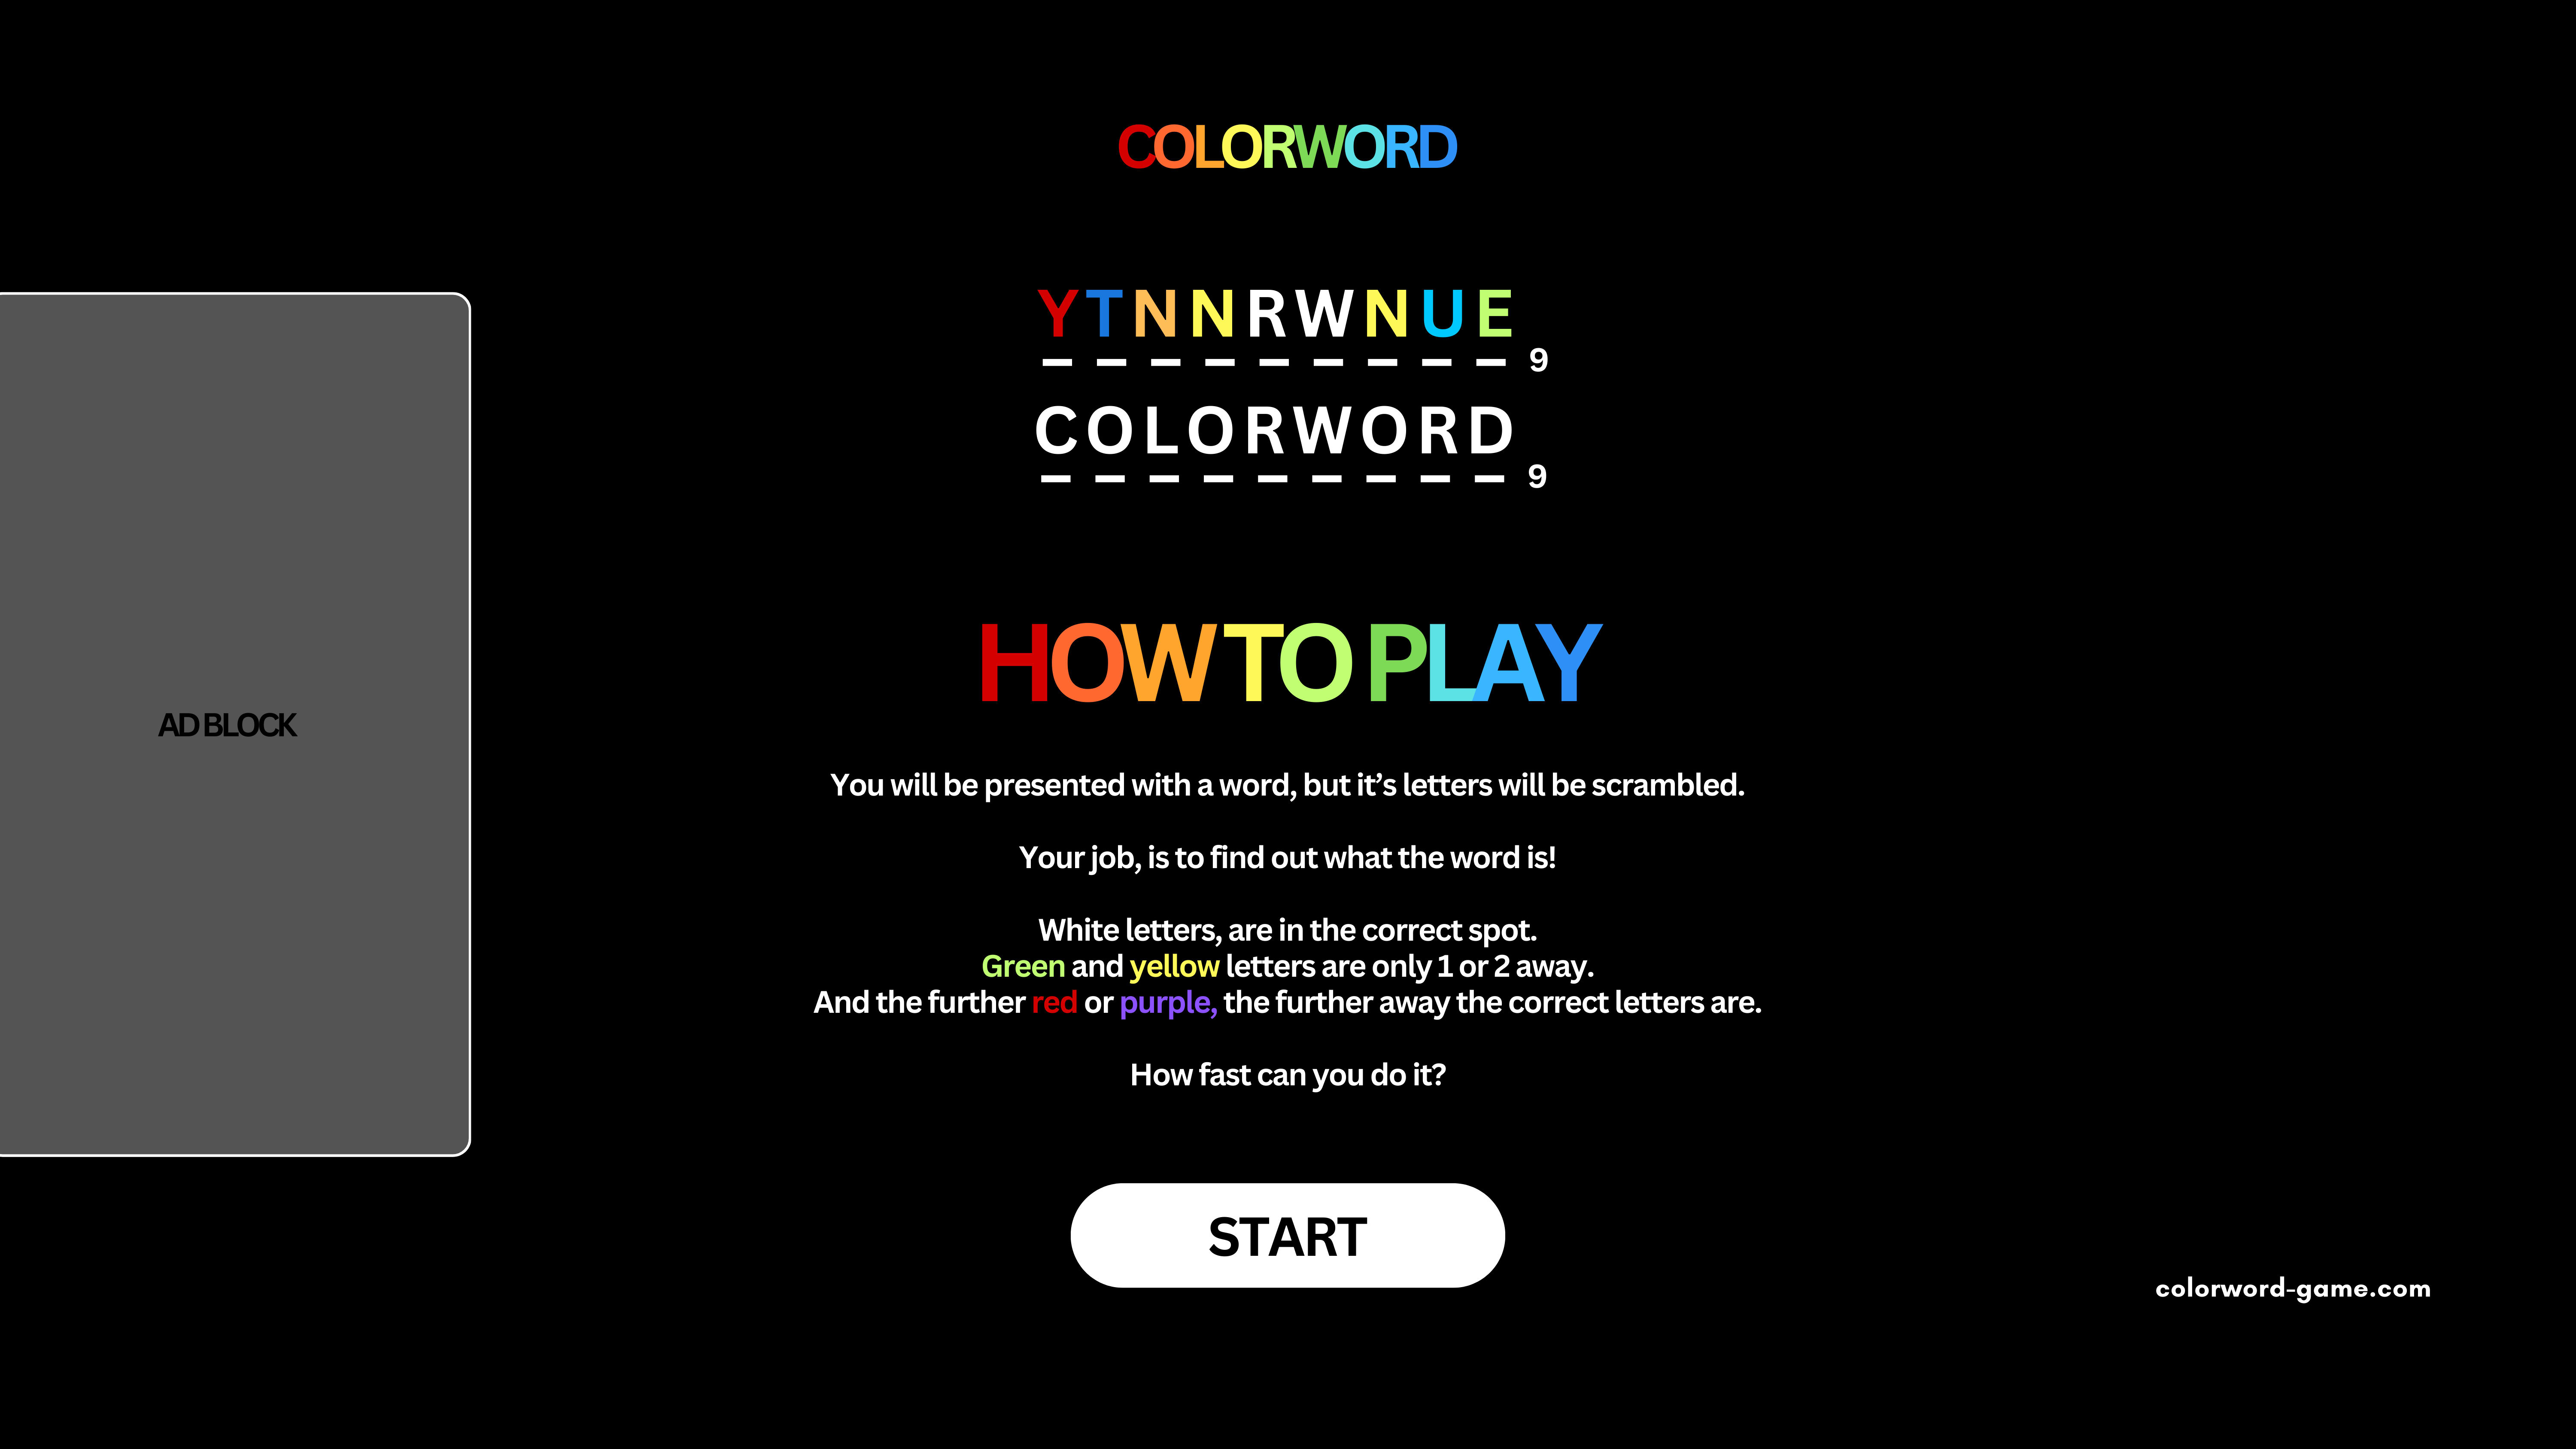 COLORWORD
YTNNRWNUE
_ _ _ _ _ _ _ _ _ 9
COLORWORD
_ _ _ _ _ _ _ _ _ 9
HOW TO PLAY
AD BLOCK
You will be presented with a word, but it’s letters will be scrambled.
Your job, is to find out what the word is!
White letters, are in the correct spot.
Green and yellow letters are only 1 or 2 away.
And the further red or purple, the further away the correct letters are.
How fast can you do it?
START
colorword-game.com